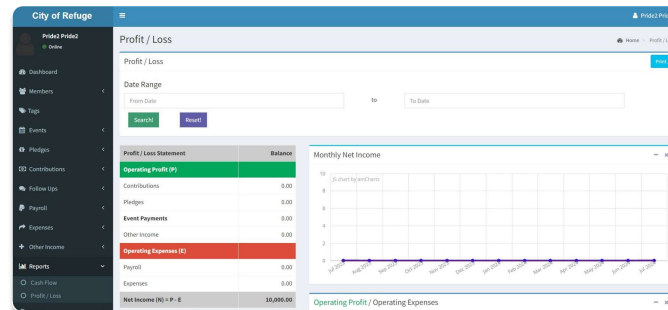 City of Refuge
Pride2 Pride2
Pride2 Pride2
Online
Dashboard
Members
Tags
Events
Pledges
Contributions
Follow Ups
Payroll
Expenses
Other Income
Reports
Cash Flow
Profit / Loss
Profit / Loss
Home > Profit / L
Profit / Loss
Print
Date Range
From Date
to
To Date
Search!
Reset!
Profit / Loss Statement Balance
Operating Profit (P)
Contributions 0.00
Pledges 0.00
Event Payments 0.00
Other Income 0.00
Operating Expenses (E)
Payroll 0.00
Expenses 0.00
Net Income (N) = P - E 10,000.00
Monthly Net Income
JS chart by amCharts
10
8
6
4
2
0
Operating Profit / Operating Expenses